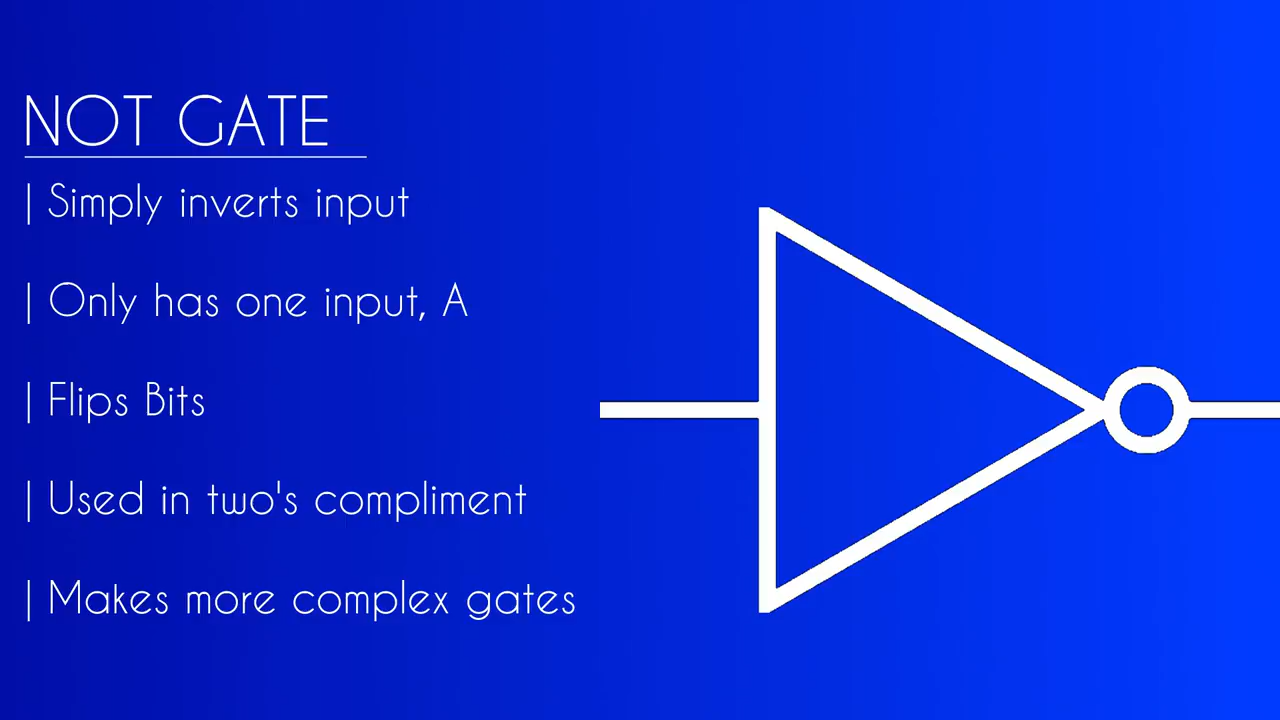 NOT GATE
| Simply inverts input
| Only has one input, A
| Flips Bits
| Used in two's compliment
| Makes more complex gates